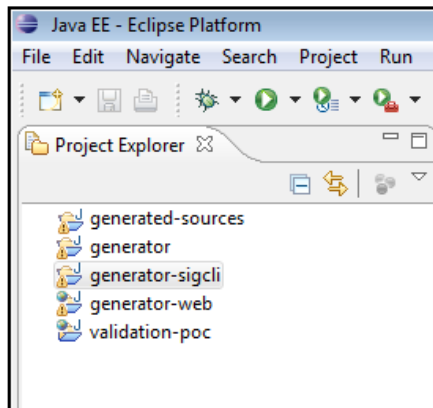 Java EE - Eclipse Platform
File Edit Navigate Search Project Run
Project Explorer
generated-sources
generator
generator-sigcli
generator-web
validation-poc